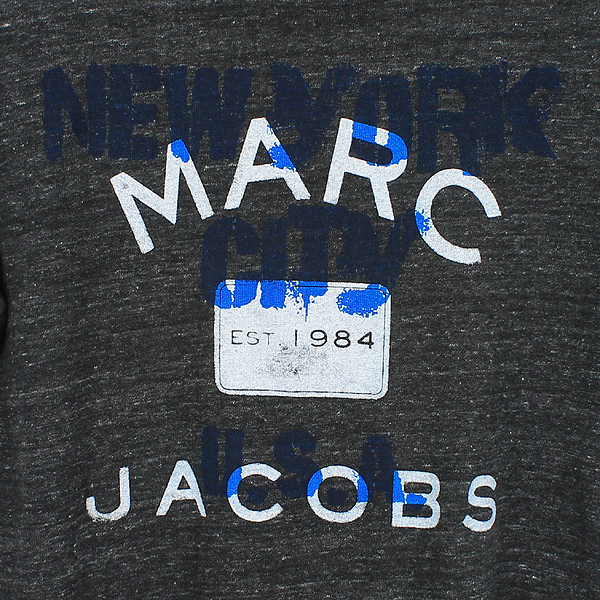 NEW YORK
MARC
CITY
EST. 1984
U.S.A
JACOBS